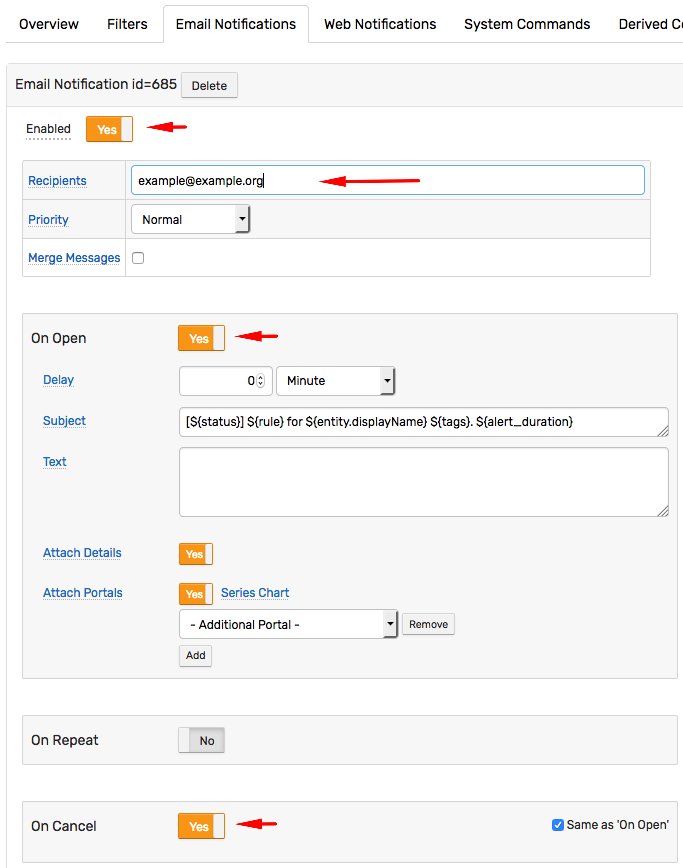 Overview Filters Email Notifications Web Notifications System Commands Derived C
Email Notification id=685 Delete
Enabled Yes
Recipients example@example.org
Priority Normal
Merge Messages
On Open Yes
Delay 0 Minute
Subject [${status}] ${rule} for ${entity.displayName} ${tags}. ${alert_duration}
Text
Attach Details Yes
Attach Portals Yes Series Chart
- Additional Portal - Remove
Add
On Repeat No
On Cancel Yes Same as 'On Open'